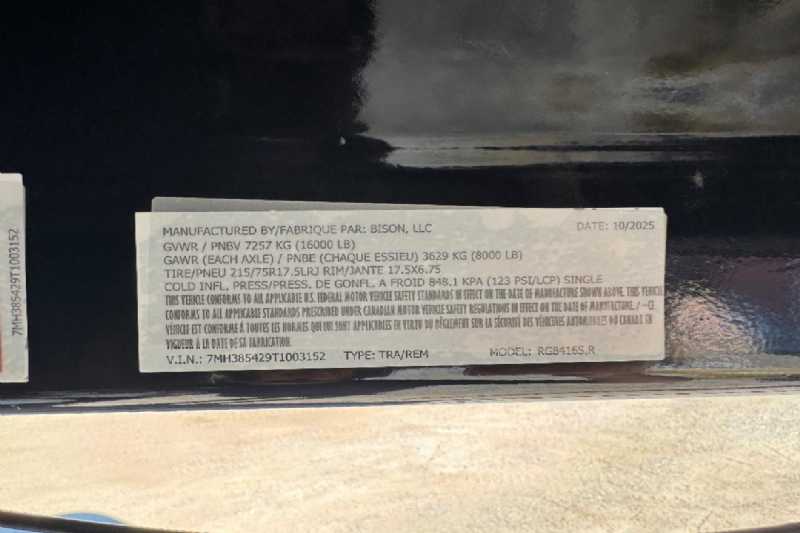 MANUFACTURED BY/FABRIQUE PAR: BISON, LLC DATE: 10/2025
GVWR / PNBV 7257 KG (16000 LB)
GAWR (EACH AXLE) / PNBE (CHAQUE ESSIEU) 3629 KG (8000 LB)
TIRE/PNEU 215/75R17.5LRJ RIM/JANTE 17.5X6.75
COLD INFL. PRESS/PRESS. DE GONFL. A FROID 848.1 KPA (123 PSI/LCP) SINGLE
THIS VEHICLE CONFORMS TO ALL APPLICABLE U.S. FEDERAL MOTOR VEHICLE SAFETY STANDARDS IN EFFECT ON THE DATE OF MANUFACTURE SHOWN ABOVE. THIS VEHICLE
CONFORMS TO ALL APPLICABLE STANDARDS PRESCRIBED UNDER CANADIAN MOTOR VEHICLE SAFETY REGULATIONS IN EFFECT ON THE DATE OF MANUFACTURE. / -CE
VÉHICULE EST CONFORME À TOUTES LES NORMES QUI LUI SONT APPLICABLES EN VERTU DU RÈGLEMENT SUR LA SÉCURITÉ DES VÉHICULES AUTOMOBILES DU CANADA EN
VIGUEUR À LA DATE DE SA FABRICATION.
V.I.N.: 7MH385429T1003152 TYPE: TRA/REM MODEL: RG8416S.R
7MH385429T1003152